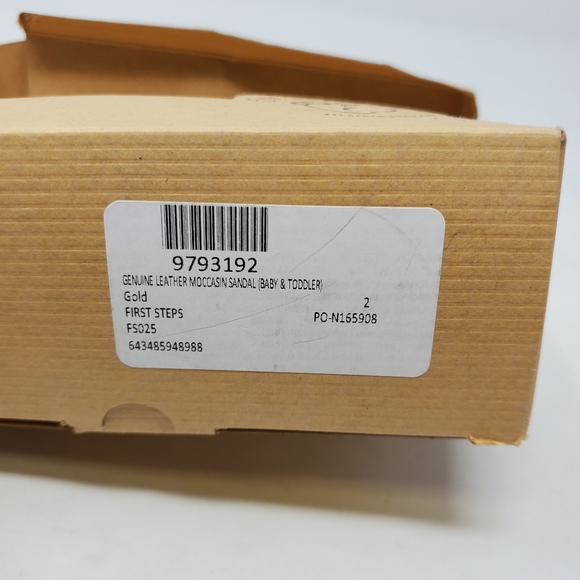 9793192
GENUINE LEATHER MOCCASIN SANDAL (BABY & TODDLER)
Gold 2
FIRST STEPS PO-N165908
FS025
643485948988